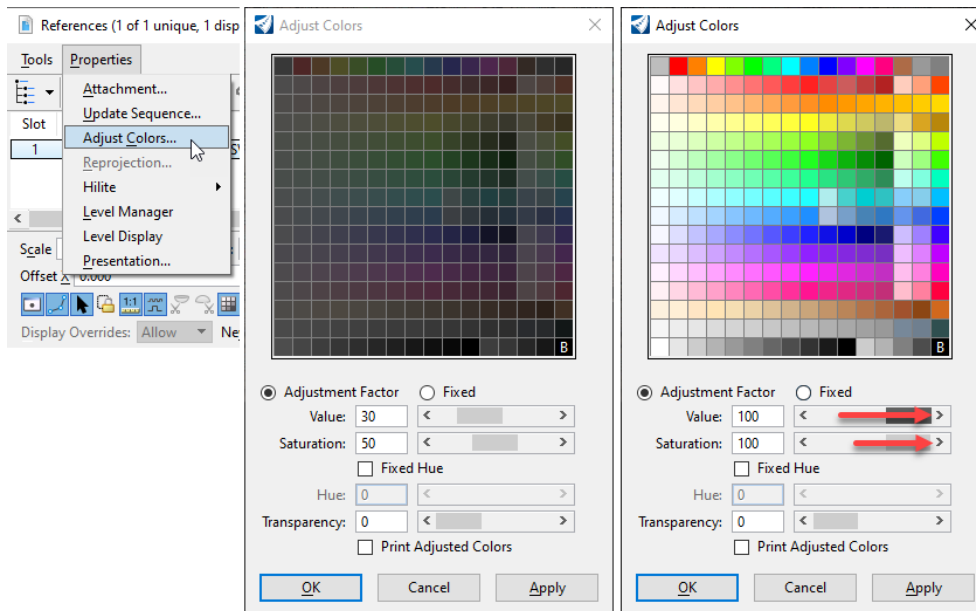 References (1 of 1 unique, 1 disp
Tools Properties
Attachment...
Update Sequence...
Slot
Adjust Colors...
1
Reprojection...
Hilite
Level Manager
Level Display
Scale
Presentation...
Offset X 0.000
1:1
Display Overrides: Allow Ne
Adjust Colors
B
Adjustment Factor Fixed
Value: 30
Saturation: 50
Fixed Hue
Hue: 0
Transparency: 0
Print Adjusted Colors
OK Cancel Apply
Adjust Colors
B
Adjustment Factor Fixed
Value: 100
Saturation: 100
Fixed Hue
Hue: 0
Transparency: 0
Print Adjusted Colors
OK Cancel Apply